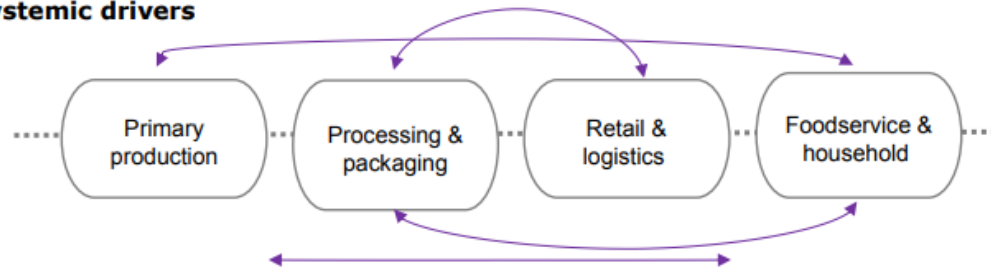 ystemic drivers
Primary
production
Processing &
packaging
Retail &
logistics
Foodservice &
household